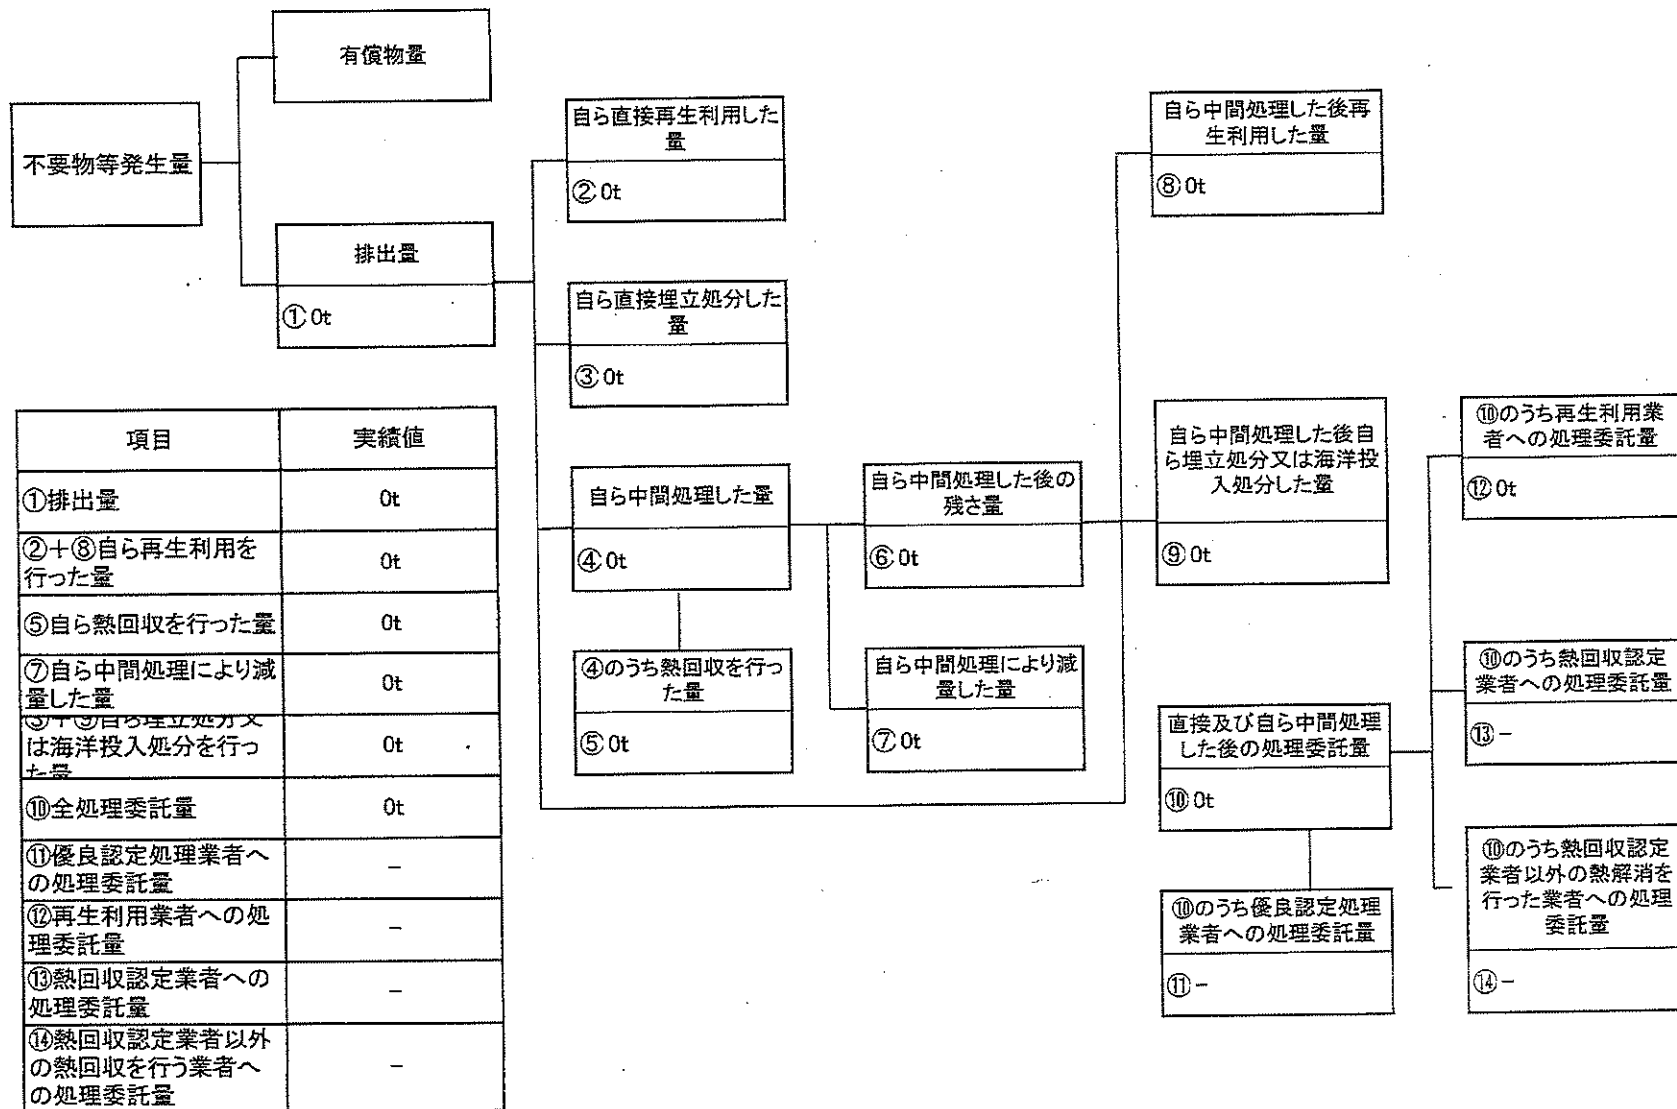 有償物量
不要物等発生量
排出量
①0t
自ら直接再生利用した
量
②0t
自ら直接埋立処分した
量
③0t
自ら中間処理した量
④0t
④のうち熱回収を行っ
た量
⑤0t
自ら中間処理した後の
残さ量
⑥0t
自ら中間処理により減
量した量
⑦0t
自ら中間処理した後再
生利用した量
⑧0t
自ら中間処理した後自
ら埋立処分又は海洋投
入処分した量
⑨0t
直接及び自ら中間処理
した後の処理委託量
⑩0t
⑩のうち優良認定処理
業者への処理委託量
⑪-
⑩のうち再生利用業
者への処理委託量
⑫0t
⑩のうち熱回収認定
業者への処理委託量
⑬-
⑩のうち熱回収認定
業者以外の熱解消を
行った業者への処理
委託量
⑭-
項目 実績値
①排出量 0t
②+⑧自ら再生利用を
行った量 0t
⑤自ら熱回収を行った量 0t
⑦自ら中間処理により減
量した量 0t
③+⑨自ら埋立処分又
は海洋投入処分を行っ
た量 0t
⑩全処理委託量 0t
⑪優良認定処理業者へ
の処理委託量 -
⑫再生利用業者への処
理委託量 -
⑬熱回収認定業者への
処理委託量 -
⑭熱回収認定業者以外
の熱回収を行う業者へ
の処理委託量 -